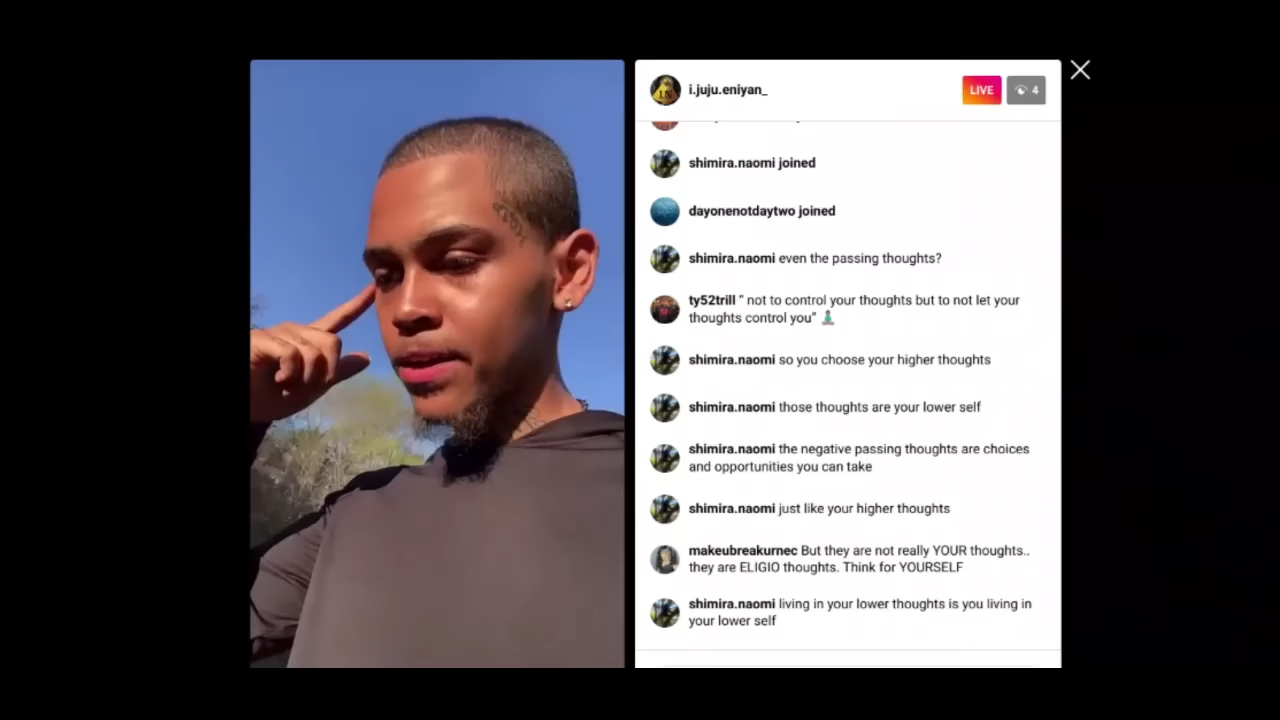 i.juju.eniyan_
LIVE
4
shimira.naomi joined
dayonenotdaytwo joined
shimira.naomi even the passing thoughts?
ty52trill " not to control your thoughts but to not let your
thoughts control you"
shimira.naomi so you choose your higher thoughts
shimira.naomi those thoughts are your lower self
shimira.naomi the negative passing thoughts are choices
and opportunities you can take
shimira.naomi just like your higher thoughts
makeubreakurnec But they are not really YOUR thoughts..
they are ELIGIO thoughts. Think for YOURSELF
shimira.naomi living in your lower thoughts is you living in
your lower self